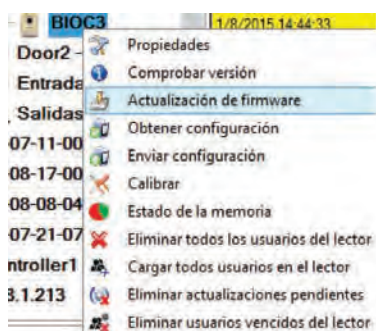 BIOC3 1/8/2015 14:44:33
Door2 - Propiedades
Entrada Comprobar versión
Salidas Actualización de firmware
07-11-00 Obtener configuración
08-17-00 Enviar configuración
08-08-04 Calibrar
07-21-07 Estado de la memoria
ntroller1 Eliminar todos los usuarios del lector
3.1.213 Cargar todos usuarios en el lector
Eliminar actualizaciones pendientes
Eliminar usuarios vencidos del lector